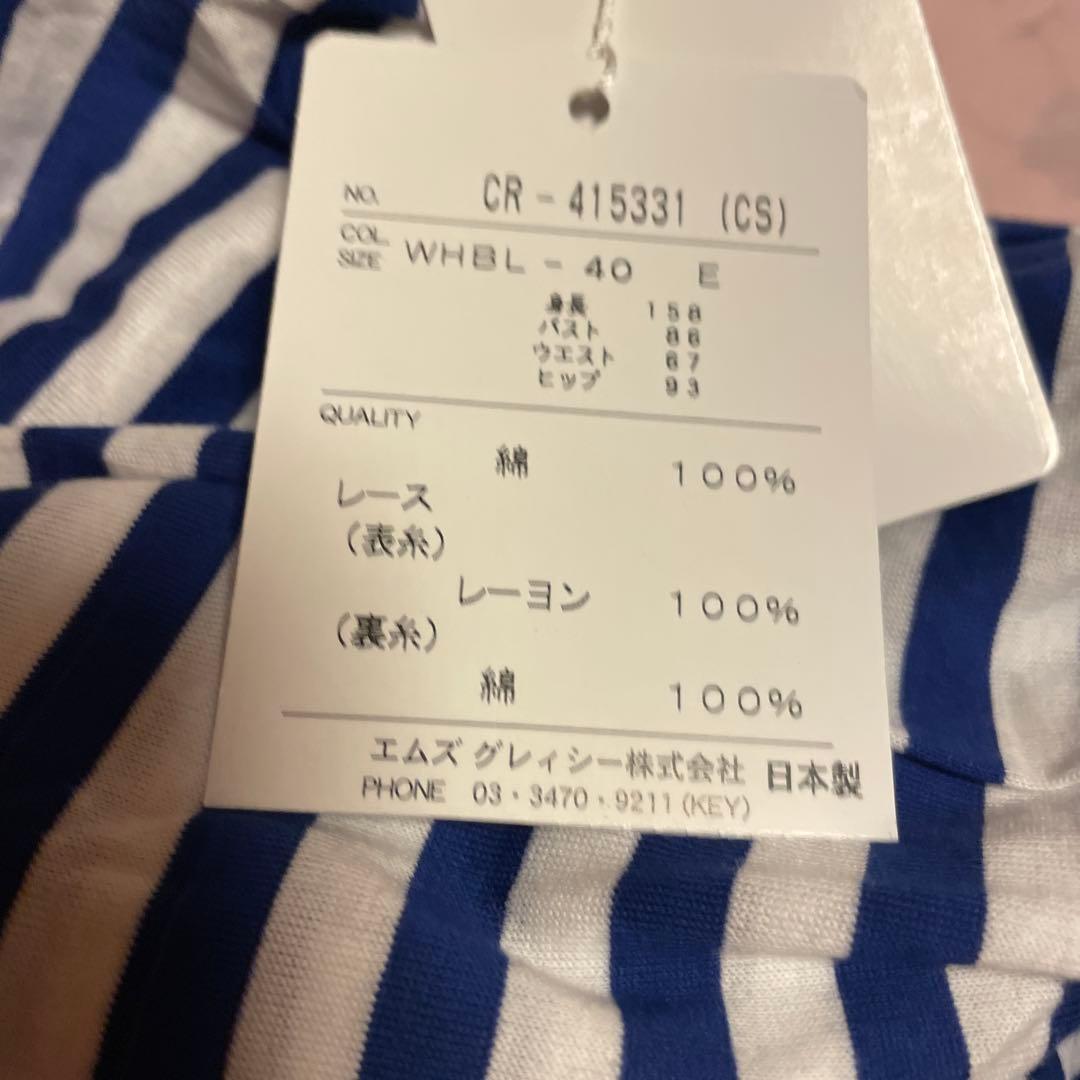 NO. CR-415331 (CS)
COL
SIZE WHBL-40 E
身長 158
バスト 86
ウエスト 67
ヒップ 93
QUALITY
綿 100%
レース
(表糸)
レーヨン 100%
(裏糸)
綿 100%
エムズ グレィシー株式会社 日本製
PHONE 03・3470・9211(KEY)